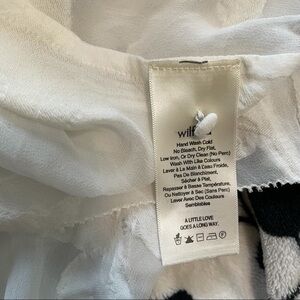 Hand Wash Cold
No Bleach, Dry Flat,
Low Iron, Or Dry Clean (No Perc)
Wash With Like Colours
Laver à La Main à L'eau Froide,
Pas De Blanchiment,
Sécher à Plat,
Repasser à Basse Température,
Ou Nettoyer à Sec (Sans Perc)
Laver Avec Des Couleurs
Semblables
A LITTLE LOVE
GOES A LONG WAY.